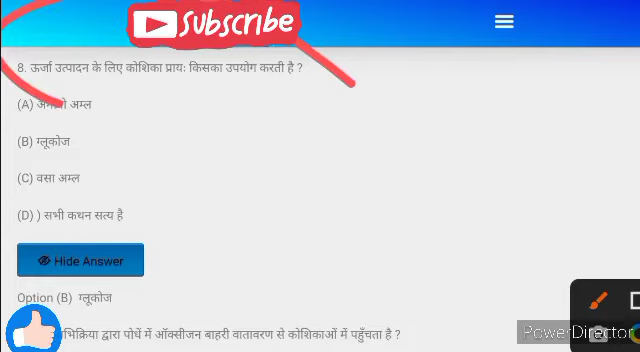 Subscribe
8. ऊर्जा उत्पादन के लिए कोशिका प्रायः किसका उपयोग करती है ?
(A) अमीनो अम्ल
(B) ग्लूकोज
(C) वसा अम्ल
(D) ) सभी कथन सत्य है
Hide Answer
Option (B) ग्लूकोज
द्वारा पोधें में ऑक्सीजन बाहरी वातावरण से कोशिकाओं में पहुँचता है ?
PowerDirector